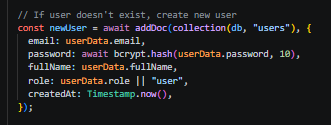 // If user doesn't exist, create new user
const newUser = await addDoc(collection(db, "users"), {
email: userData.email,
password: await bcrypt.hash(userData.password, 10),
fullName: userData.fullName,
role: userData.role || "user",
createdAt: Timestamp.now(),
});